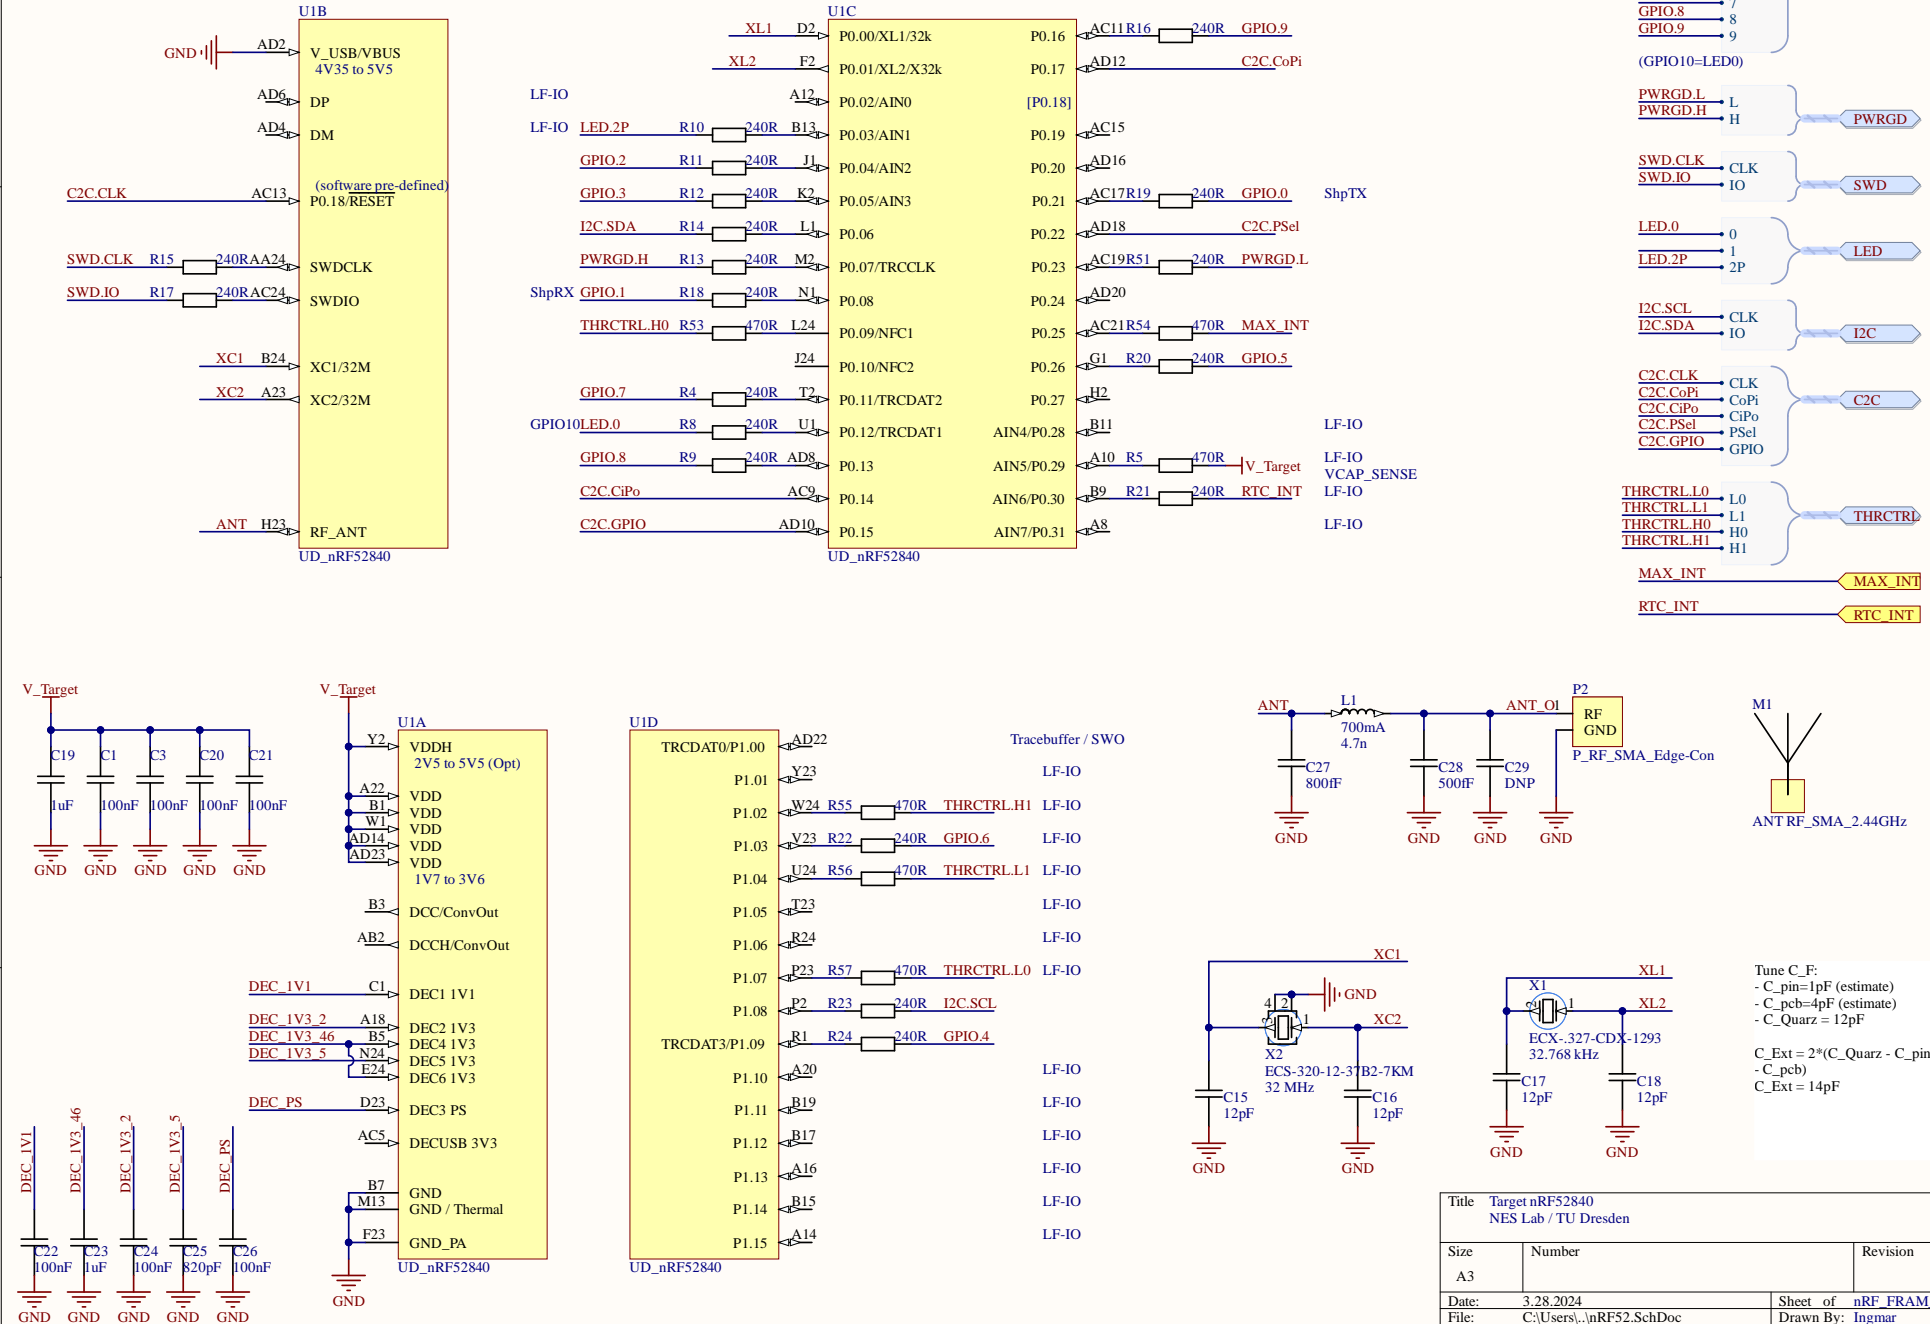 U1B
GND
AD2
V_USB/VBUS
4V35 to 5V5
AD6
DP
AD4
DM
(software pre-defined)
C2C.CLK
AC13
P0.18/RESET
SWD.CLK R15 240R AA24 SWDCLK
SWD.IO R17 240R AC24 SWDIO
XC1 B24 XC1/32M
XC2 A23 XC2/32M
ANT H23 RF_ANT
UD_nRF52840
U1C
XL1 D2 P0.00/XL1/32k
XL2 F2 P0.01/XL2/X32k
LF-IO A12 P0.02/AIN0
LF-IO LED.2P R10 240R B13 P0.03/AIN1
GPIO.2 R11 240R J1 P0.04/AIN2
GPIO.3 R12 240R K2 P0.05/AIN3
I2C.SDA R14 240R L1 P0.06
PWRGD.H R13 240R M2 P0.07/TRCCLK
ShpRX GPIO.1 R18 240R N1 P0.08
THRCTRL.H0 R53 470R L24 P0.09/NFC1
J24 P0.10/NFC2
GPIO.7 R4 240R T2 P0.11/TRCDAT2
GPIO10 LED.0 R8 240R U1 P0.12/TRCDAT1
GPIO.8 R9 240R AD8 P0.13
C2C.CiPo AC9 P0.14
C2C.GPIO AD10 P0.15
P0.16 AC11 R16 240R GPIO.9
P0.17 AD12 C2C.CoPi
[P0.18]
P0.19 AC15
P0.20 AD16
P0.21 AC17 R19 240R GPIO.0 ShpTX
P0.22 AD18 C2C.PSel
P0.23 AC19 R51 240R PWRGD.L
P0.24 AD20
P0.25 AC21 R54 470R MAX_INT
P0.26 G1 R20 240R GPIO.5
P0.27 H2
AIN4/P0.28 B11 LF-IO
AIN5/P0.29 A10 R5 470R V_Target LF-IO
VCAP_SENSE
AIN6/P0.30 B9 R21 240R RTC_INT LF-IO
AIN7/P0.31 A8 LF-IO
UD_nRF52840
7
GPIO.8 8
GPIO.9 9
(GPIO10=LED0)
PWRGD.L L
PWRGD.H H
PWRGD
SWD.CLK CLK
SWD.IO IO
SWD
LED.0 0
1
LED.2P 2P
LED
I2C.SCL CLK
I2C.SDA IO
I2C
C2C.CLK CLK
C2C.CoPi CoPi
C2C.CiPo CiPo
C2C.PSel PSel
C2C.GPIO GPIO
C2C
THRCTRL.L0 L0
THRCTRL.L1 L1
THRCTRL.H0 H0
THRCTRL.H1 H1
THRCTRL
MAX_INT MAX_INT
RTC_INT RTC_INT
V_Target
C19 C1 C3 C20 C21
1uF 100nF 100nF 100nF 100nF
GND GND GND GND GND
V_Target
U1A
Y2 VDDH
2V5 to 5V5 (Opt)
A22 VDD
B1 VDD
W1 VDD
AD14 VDD
AD23 VDD
1V7 to 3V6
B3 DCC/ConvOut
AB2 DCCH/ConvOut
DEC_1V1 C1 DEC1 1V1
DEC_1V3_2 A18 DEC2 1V3
DEC_1V3_46 B5 DEC4 1V3
DEC_1V3_5 N24 DEC5 1V3
E24 DEC6 1V3
DEC_PS D23 DEC3 PS
AC5 DECUSB 3V3
B7 GND
M13 GND / Thermal
F23 GND_PA
UD_nRF52840
GND
DEC_1V1 DEC_1V3_46 DEC_1V3_2 DEC_1V3_5 DEC_PS
C22 C23 C24 C25 C26
100nF 1uF 100nF 820pF 100nF
GND GND GND GND GND
U1D
TRCDAT0/P1.00 AD22 Tracebuffer / SWO
P1.01 Y23 LF-IO
P1.02 W24 R55 470R THRCTRL.H1 LF-IO
P1.03 V23 R22 240R GPIO.6 LF-IO
P1.04 U24 R56 470R THRCTRL.L1 LF-IO
P1.05 T23 LF-IO
P1.06 R24 LF-IO
P1.07 P23 R57 470R THRCTRL.L0 LF-IO
P1.08 P2 R23 240R I2C.SCL
TRCDAT3/P1.09 R1 R24 240R GPIO.4
P1.10 A20 LF-IO
P1.11 B19 LF-IO
P1.12 B17 LF-IO
P1.13 A16 LF-IO
P1.14 B15 LF-IO
P1.15 A14 LF-IO
UD_nRF52840
ANT L1 ANT_O 1
700mA
4.7n
C27 C28 C29
800fF 500fF DNP
GND GND GND GND
P2
RF
GND
P_RF_SMA_Edge-Con
M1
ANT RF_SMA_2.44GHz
XC1
GND
4 2
3 1
XC2
X2
ECS-320-12-37B2-7KM
32 MHz
C15 C16
12pF 12pF
GND GND
XL1
X1
2 1
XL2
ECX-.327-CDX-1293
32.768 kHz
C17 C18
12pF 12pF
GND GND
Tune C_F:
- C_pin=1pF (estimate)
- C_pcb=4pF (estimate)
- C_Quarz = 12pF
C_Ext = 2*(C_Quarz - C_pin
- C_pcb)
C_Ext = 14pF
Title Target nRF52840
NES Lab / TU Dresden
Size Number Revision
A3
Date: 3.28.2024 Sheet of nRF_FRAM_
File: C:\Users\..\nRF52.SchDoc Drawn By: Ingmar